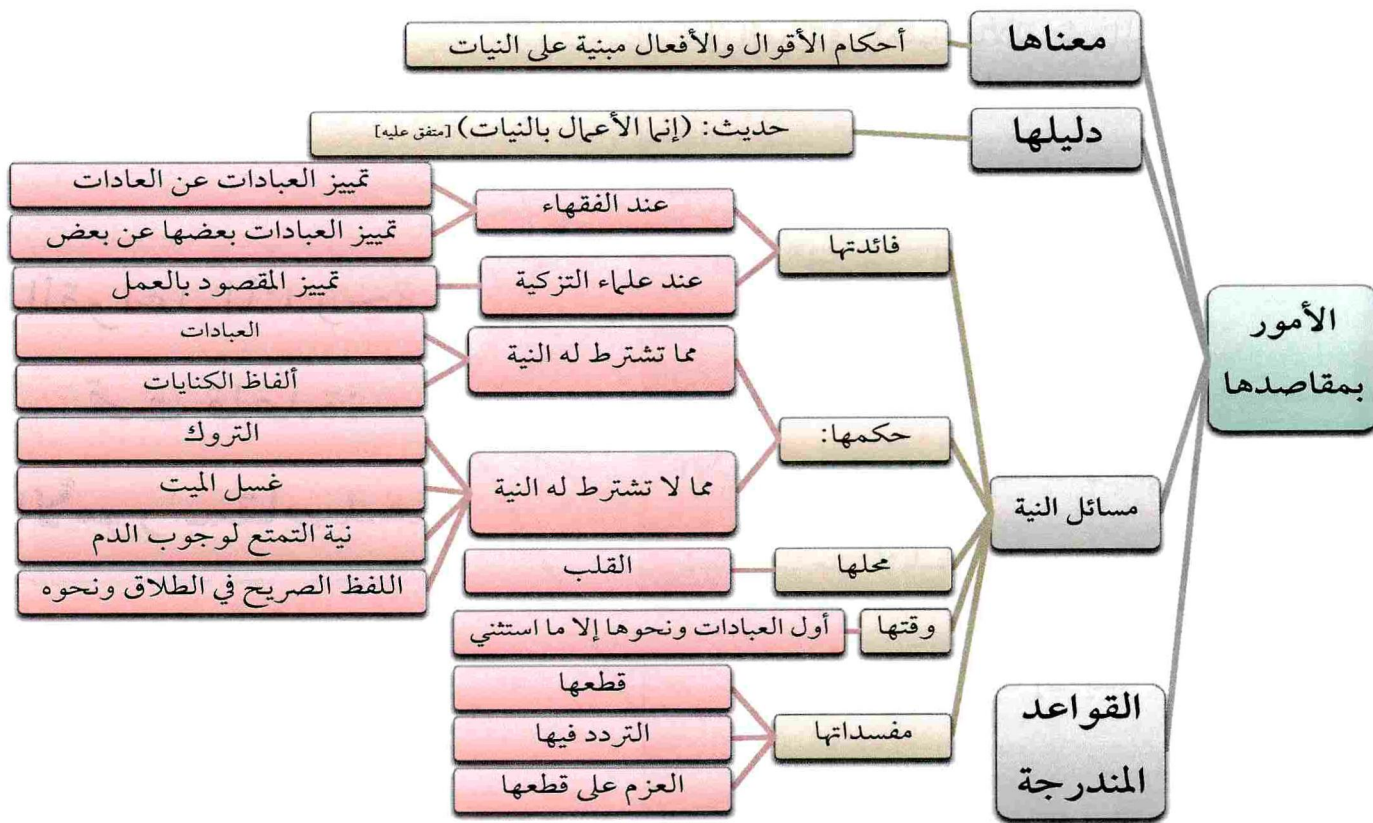 الأمور
بمقاصدها
معناها
أحكام الأقوال والأفعال مبنية على النيات
دليلها
حديث: (إنما الأعمال بالنيات) [متفق عليه]
مسائل النية
فائدتها
عند الفقهاء
تمييز العبادات عن العادات
تمييز العبادات بعضها عن بعض
عند علماء التزكية
تمييز المقصود بالعمل
حكمها:
مما تشترط له النية
العبادات
ألفاظ الكنايات
مما لا تشترط له النية
التروك
غسل الميت
نية التمتع لوجوب الدم
اللفظ الصريح في الطلاق ونحوه
محلها
القلب
وقتها
أول العبادات ونحوها إلا ما استثني
مفسداتها
قطعها
التردد فيها
العزم على قطعها
القواعد
المندرجة